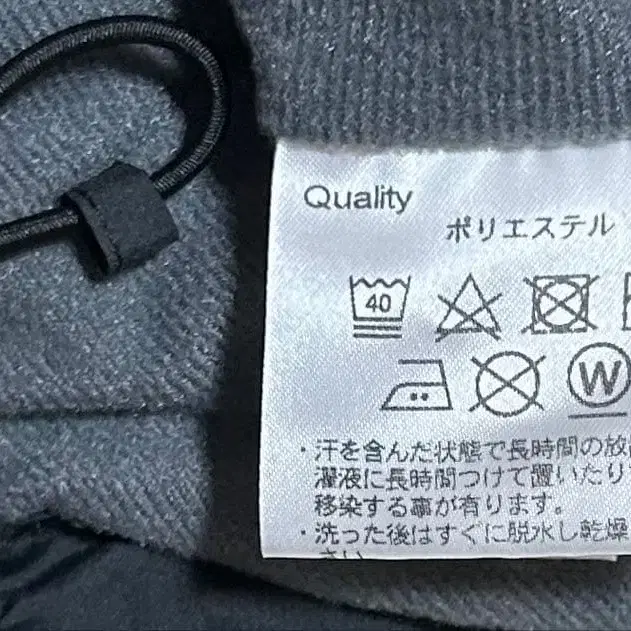 Quality
ポリエステル
40
W
・汗を含んだ状態で長時間の放
濯液に長時間つけて置いたり
移染する事が有ります。
・洗った後はすぐに脱水し乾燥
さい